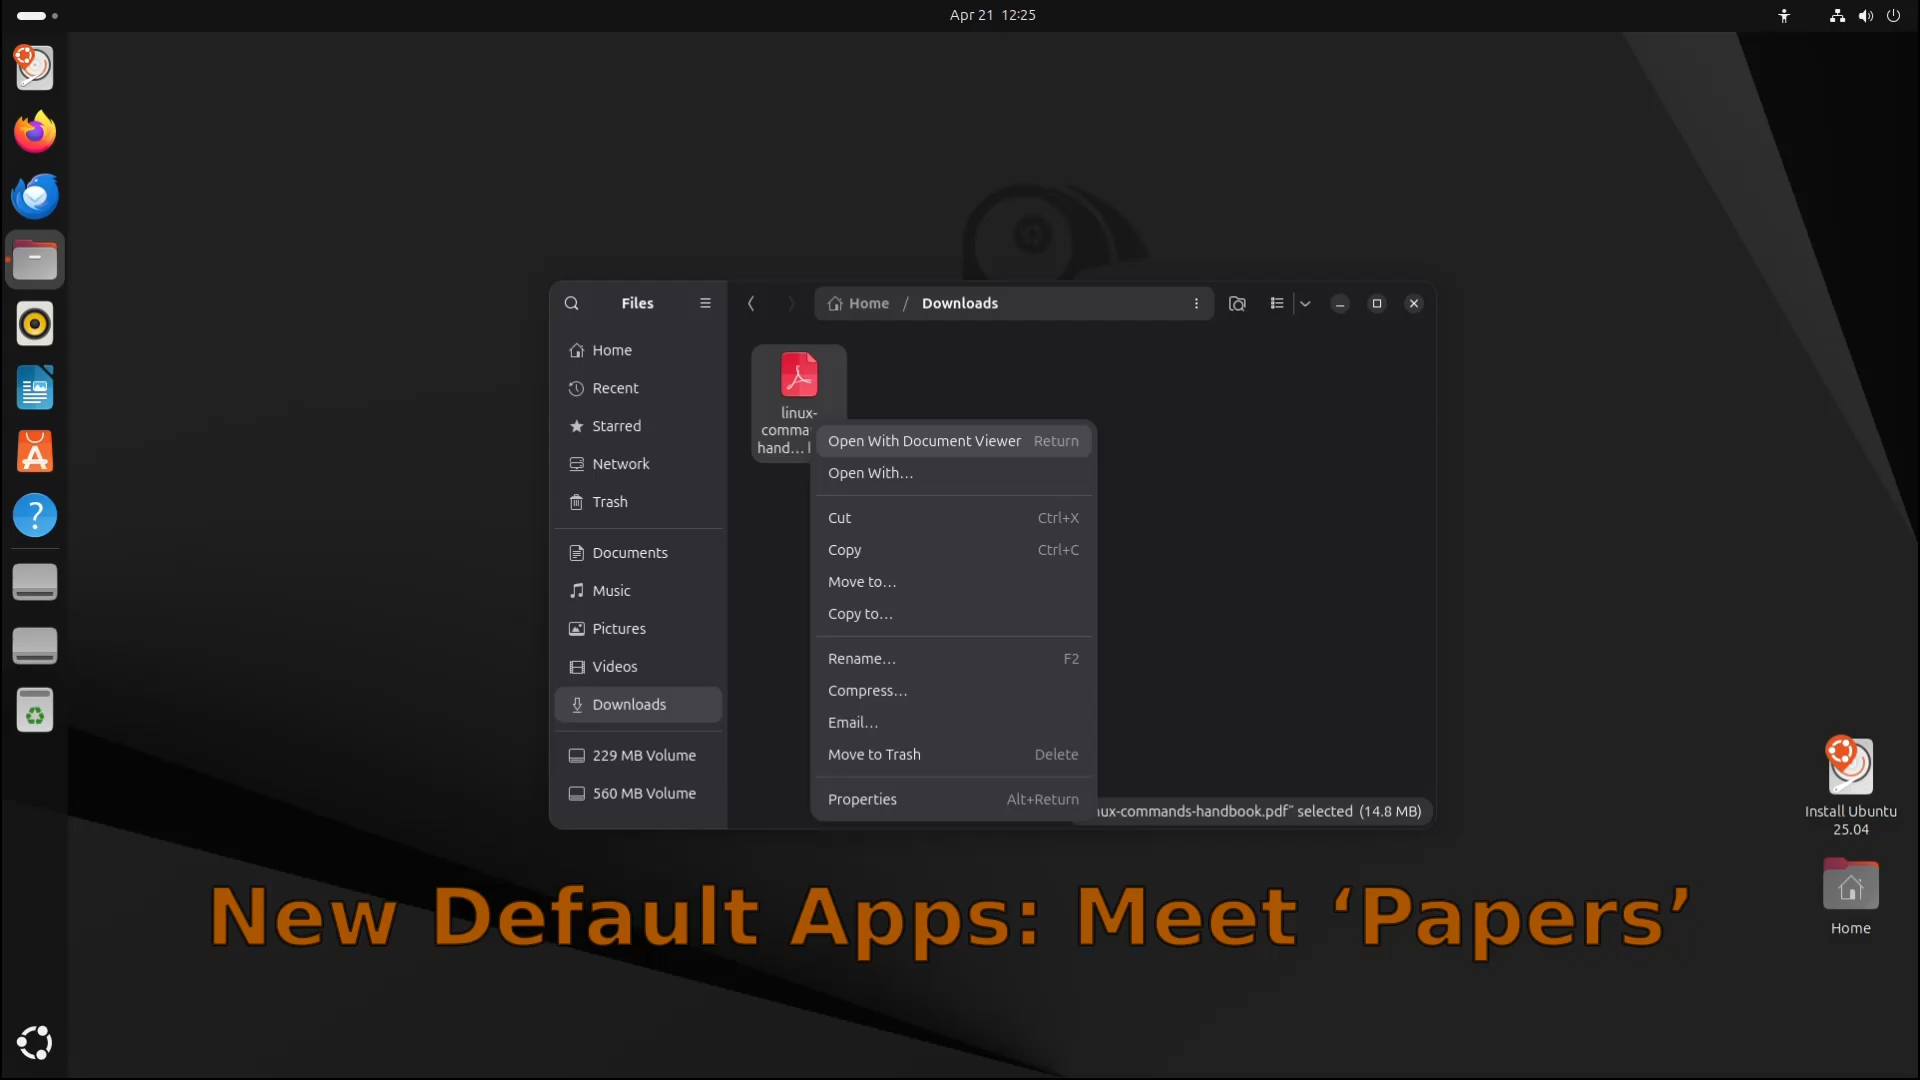 Apr 21 12:25
Files
Home / Downloads
Home
Recent
Starred
Network
Trash
Documents
Music
Pictures
Videos
Downloads
229 MB Volume
560 MB Volume
linux-
comma
hand...
Open With Document Viewer Return
Open With...
Cut Ctrl+X
Copy Ctrl+C
Move to...
Copy to...
Rename... F2
Compress...
Email...
Move to Trash Delete
Properties Alt+Return
ux-commands-handbook.pdf" selected (14.8 MB)
Install Ubuntu
25.04
Home
New Default Apps: Meet ‘Papers’